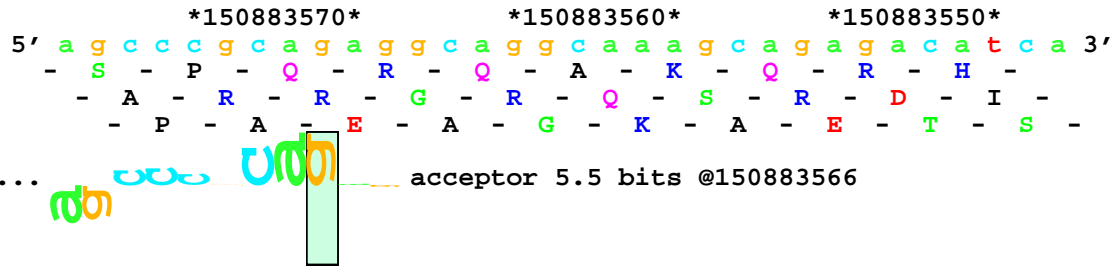 *150883570* *150883560* *150883550*
5' a g c c c g c a g a g g c a g g c a a a g c a g a g a c a t c a 3'
- S - P - Q - R - Q - A - K - Q - R - H -
- A - R - R - G - R - Q - S - R - D - I -
- P - A - E - A - G - K - A - E - T - S -
... a g c c c c a g acceptor 5.5 bits @150883566